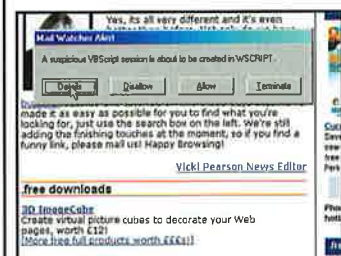 Yes, its all very different and it's even
Mail Watcher Alert
A suspicious VBScript session is about to be created in WSCRIPT.
Details Disallow Allow Terminate
made it as easy as possible for you to find what you're
looking for, just use the search box on the left. We're still
adding the finishing touches at the moment, so if you find a
funny link, please mail us! Happy Browsing!
Vicki Pearson News Editor
.free downloads
3D ImageCube
Create virtual picture cubes to decorate your Web
pages, worth £12!
[More free full products worth £££s!]